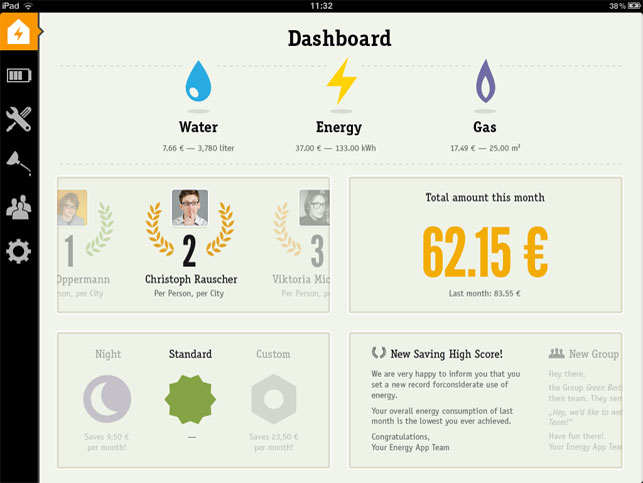 iPad 11:32 38%
Dashboard
Water Energy Gas
7.66 € — 3,780 liter 37.00 € — 133.00 kWh 17.49 € — 25.00 m³
1 2 3
Oppermann Christoph Rauscher Viktoria Mic
son, per City Per Person, per City Per Person, per
Total amount this month
62.15 €
Last month: 83.55 €
Night Standard Custom
Saves 9,50 € — Saves 23,50 €
per month! per month!
New Saving High Score!
We are very happy to inform you that you
set a new record forconsiderate use of
energy.
Your overall energy consumption of last
month is the lowest you ever achieved.
Congratulations,
Your Energy App Team
New Group
Hey there,
the Group Green Berl
their team. They sen
„Hey, we'd like to wel
Team!“
Have fun there!
Your Energy App Tea